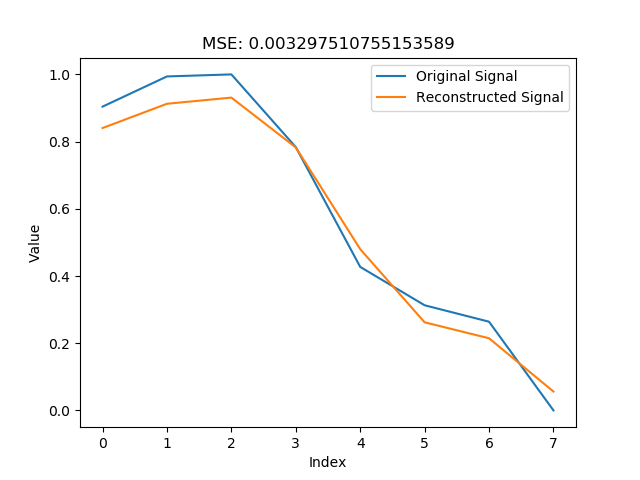 MSE: 0.003297510755153589
Original Signal
Reconstructed Signal
Value
1.0
0.8
0.6
0.4
0.2
0.0
0 1 2 3 4 5 6 7
Index